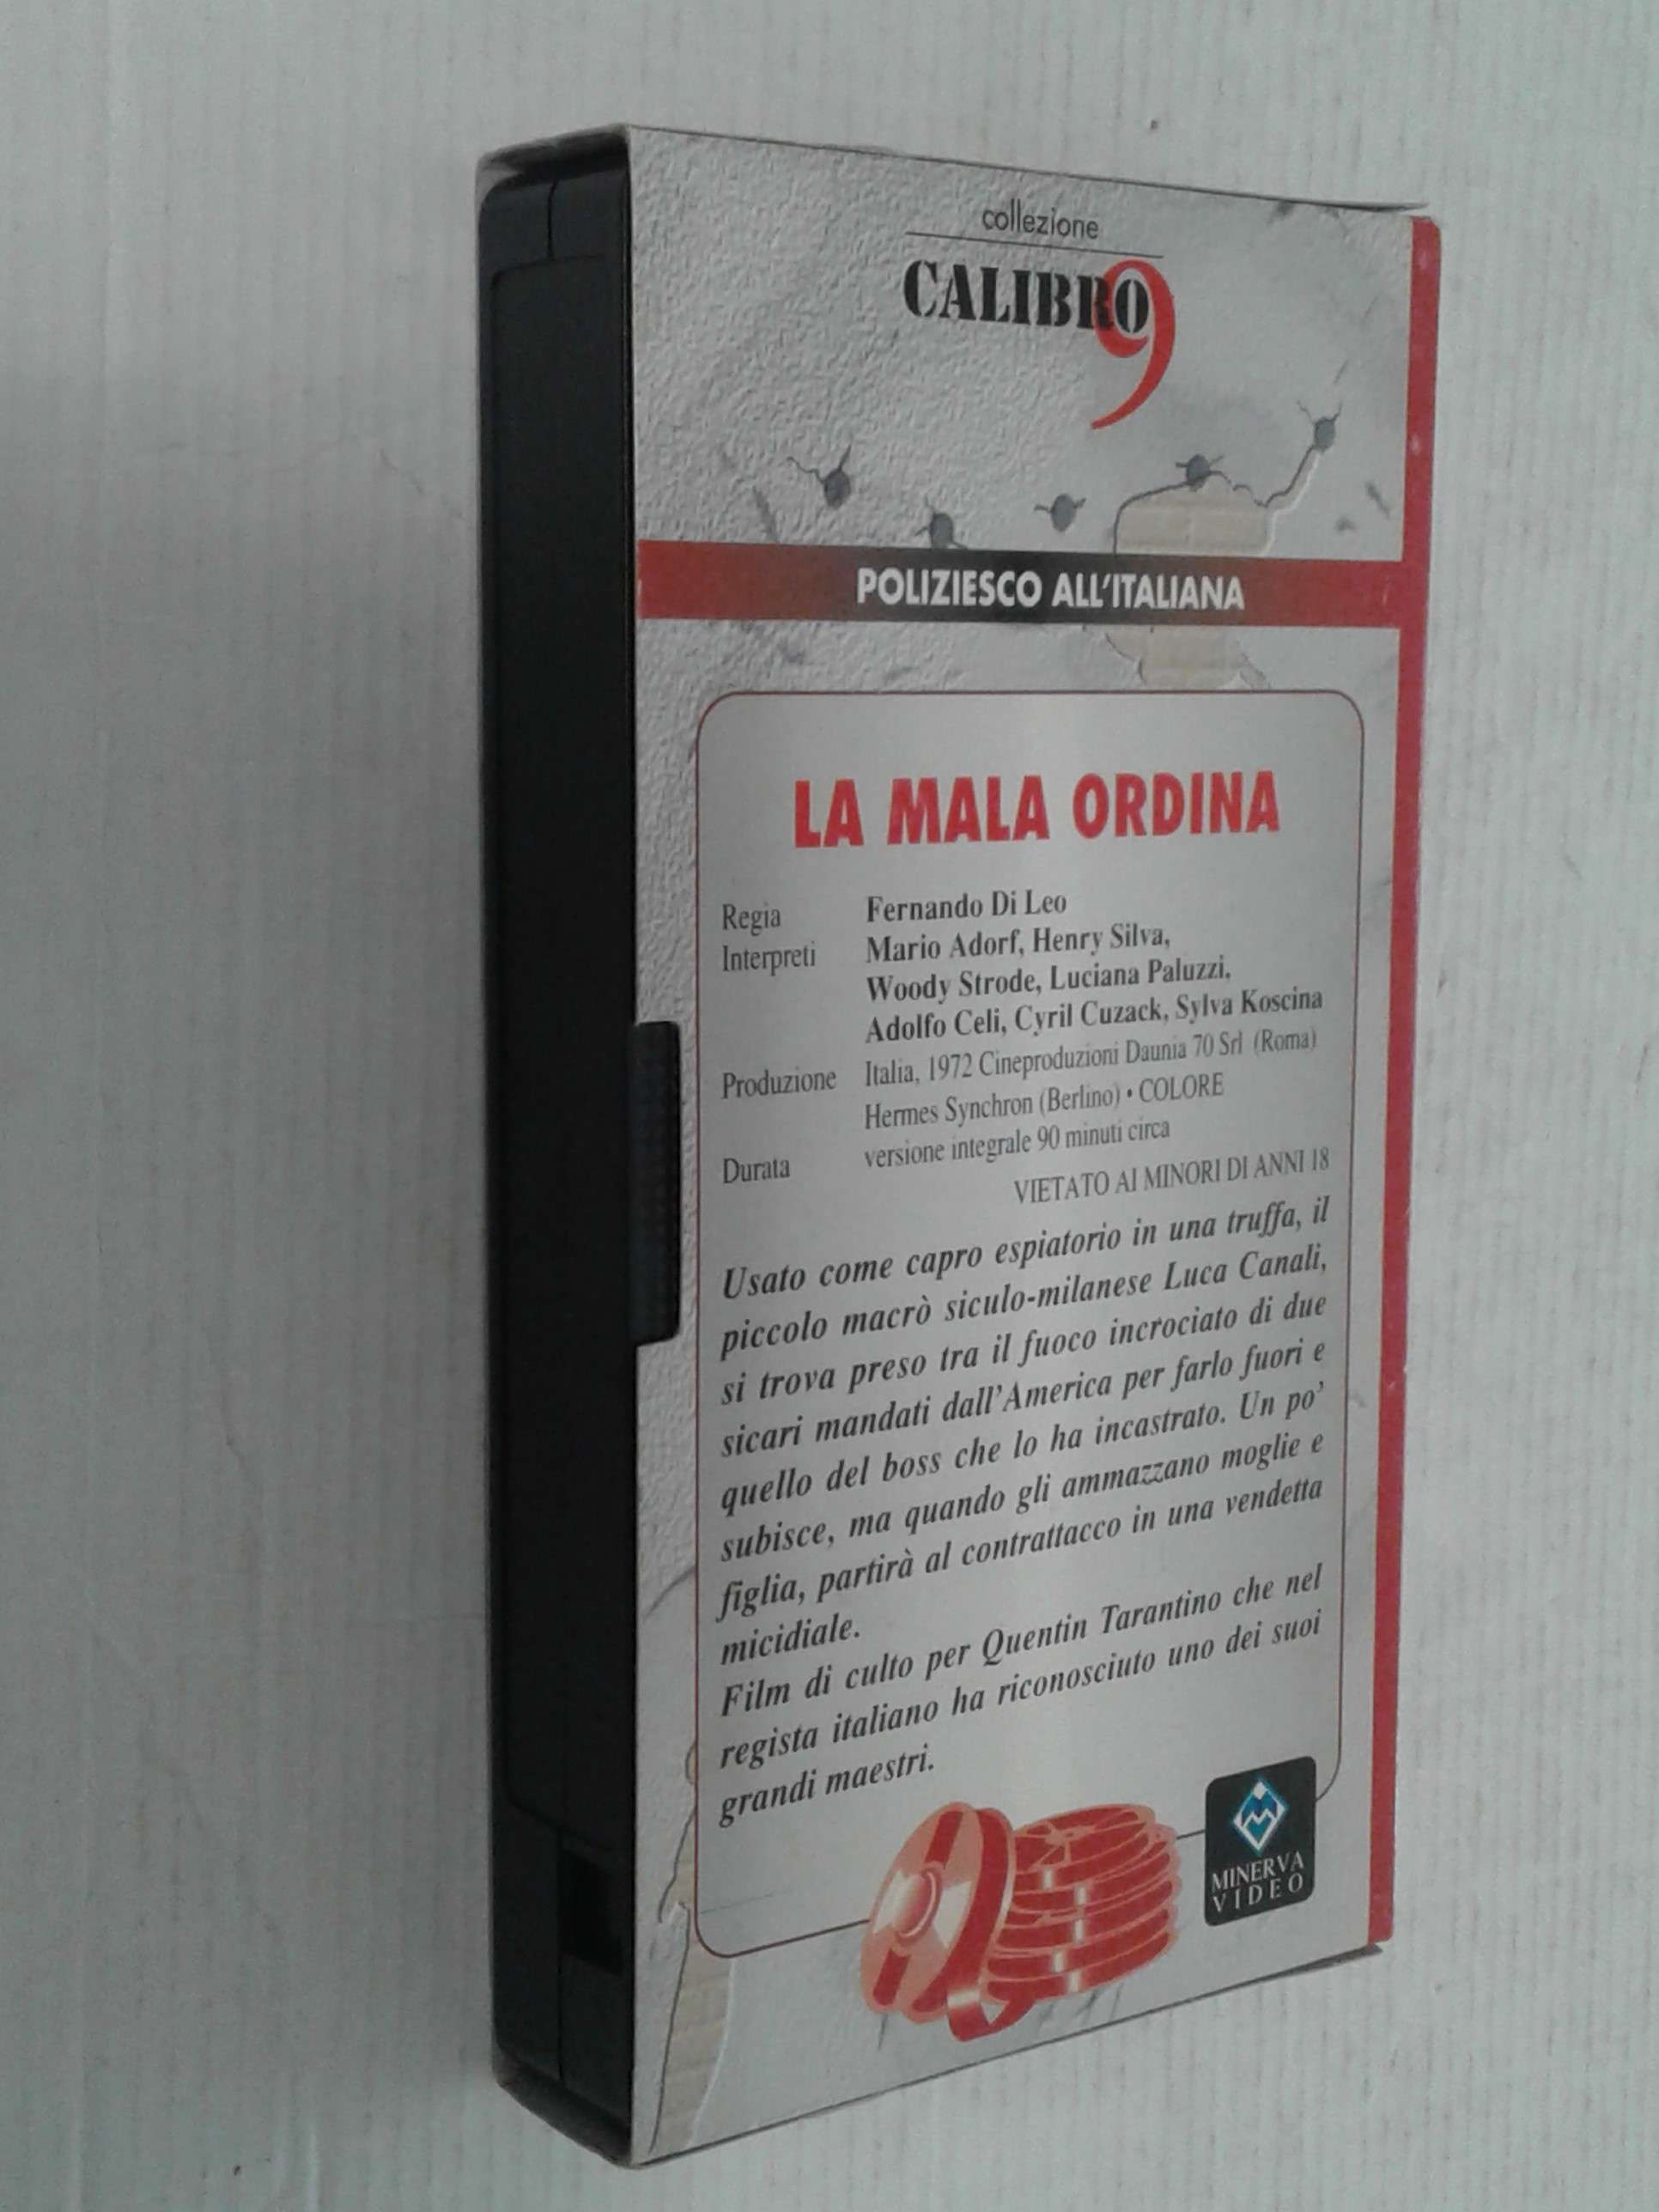 collezione
CALIBRO 9
POLIZIESCO ALL'ITALIANA
LA MALA ORDINA
Regia Fernando Di Leo
Interpreti Mario Adorf, Henry Silva,
Woody Strode, Luciana Paluzzi,
Adolfo Celi, Cyril Cuzack, Sylva Koscina
Produzione Italia, 1972 Cineproduzioni Daunia 70 Srl (Roma)
Hermes Synchron (Berlino) • COLORE
Durata versione integrale 90 minuti circa
VIETATO AI MINORI DI ANNI 18
Usato come capro espiatorio in una truffa, il
piccolo macrò siculo-milanese Luca Canali,
si trova preso tra il fuoco incrociato di due
sicari mandati dall'America per farlo fuori e
quello del boss che lo ha incastrato. Un po'
subisce, ma quando gli ammazzano moglie e
figlia, partirà al contrattacco in una vendetta
micidiale.
Film di culto per Quentin Tarantino che nel
regista italiano ha riconosciuto uno dei suoi
grandi maestri.
MINERVA
VIDEO